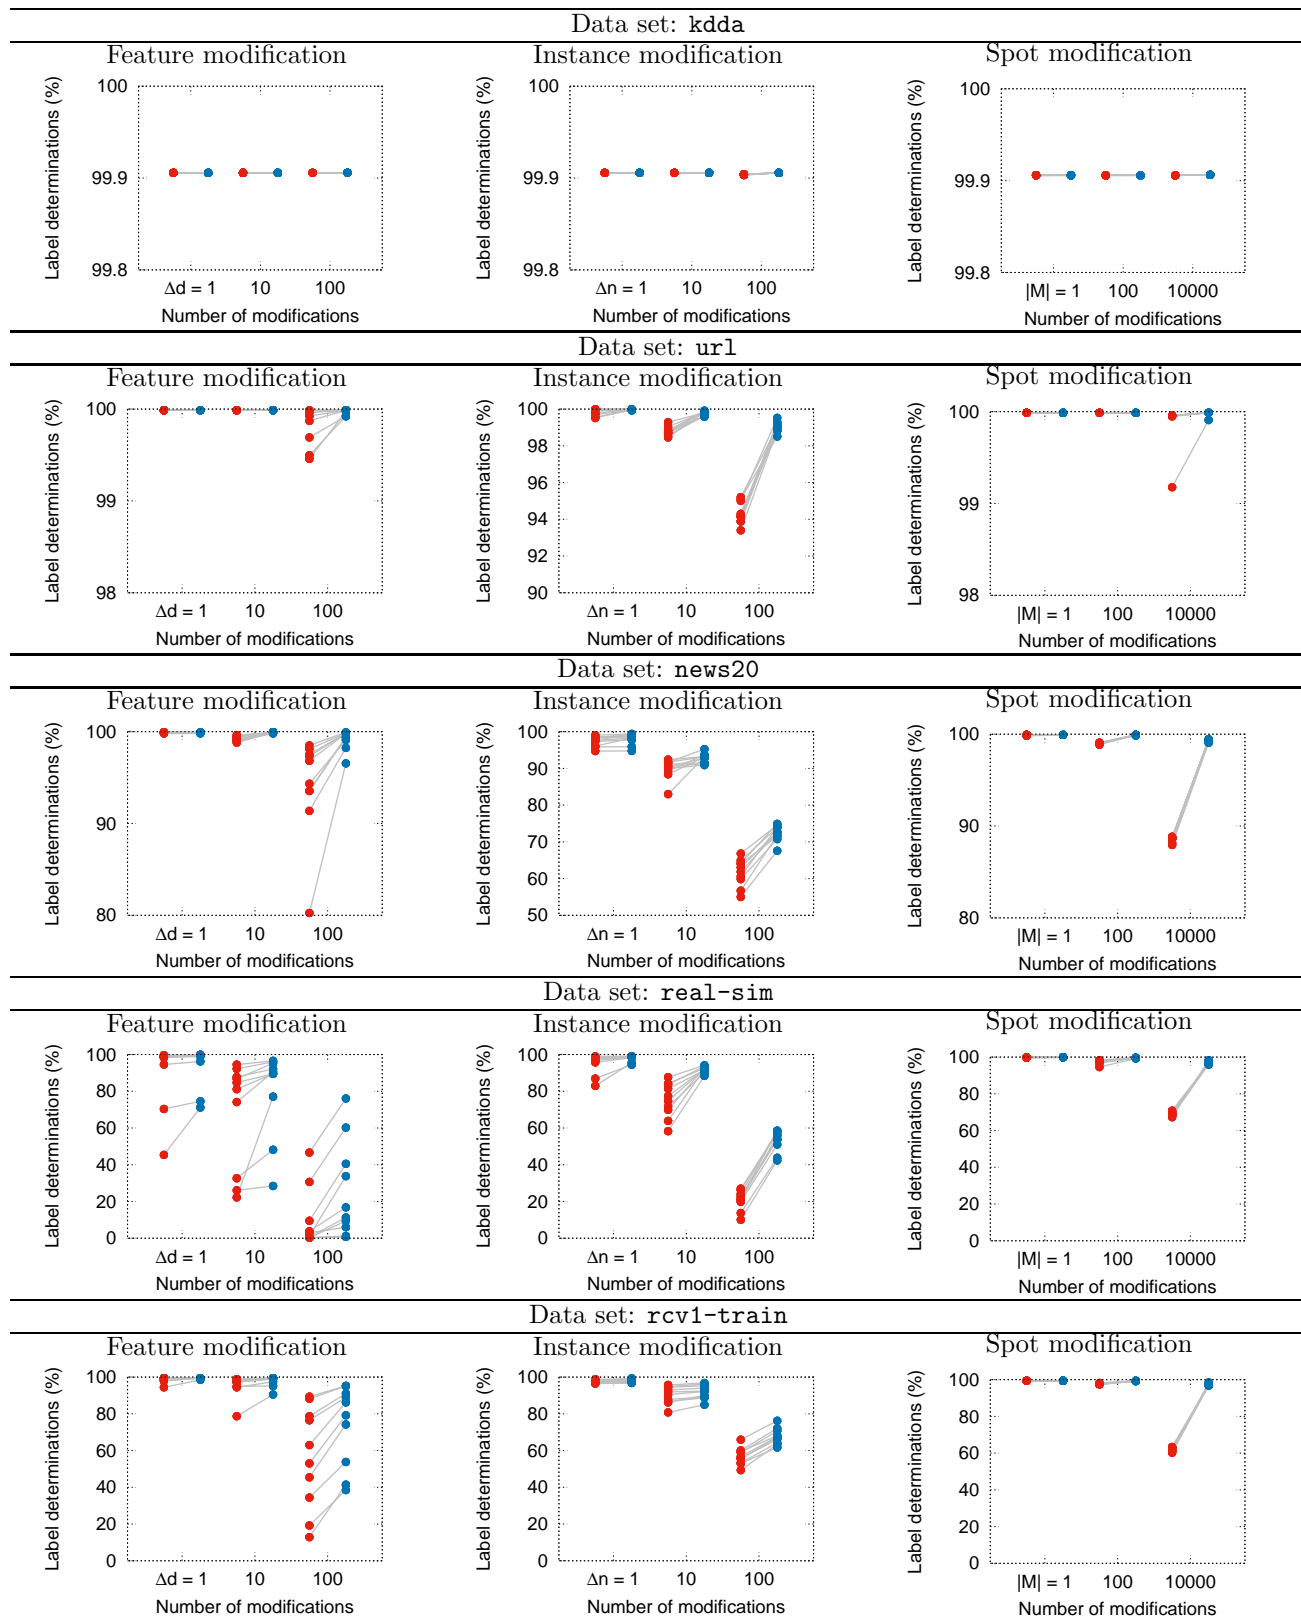 Data set: kdda
Feature modification Instance modification Spot modification
Label determinations (%)
100
99.9
99.8
Δd = 1 10 100
Number of modifications
Label determinations (%)
100
99.9
99.8
Δn = 1 10 100
Number of modifications
Label determinations (%)
100
99.9
99.8
|M| = 1 100 10000
Number of modifications
Data set: url
Feature modification Instance modification Spot modification
Label determinations (%)
100
99
98
Δd = 1 10 100
Number of modifications
Label determinations (%)
100
98
96
94
92
90
Δn = 1 10 100
Number of modifications
Label determinations (%)
100
99
98
|M| = 1 100 10000
Number of modifications
Data set: news20
Feature modification Instance modification Spot modification
Label determinations (%)
100
90
80
Δd = 1 10 100
Number of modifications
Label determinations (%)
100
90
80
70
60
50
Δn = 1 10 100
Number of modifications
Label determinations (%)
100
90
80
|M| = 1 100 10000
Number of modifications
Data set: real-sim
Feature modification Instance modification Spot modification
Label determinations (%)
100
80
60
40
20
0
Δd = 1 10 100
Number of modifications
Label determinations (%)
100
80
60
40
20
0
Δn = 1 10 100
Number of modifications
Label determinations (%)
100
80
60
40
20
0
|M| = 1 100 10000
Number of modifications
Data set: rcv1-train
Feature modification Instance modification Spot modification
Label determinations (%)
100
80
60
40
20
0
Δd = 1 10 100
Number of modifications
Label determinations (%)
100
80
60
40
20
0
Δn = 1 10 100
Number of modifications
Label determinations (%)
100
80
60
40
20
0
|M| = 1 100 10000
Number of modifications